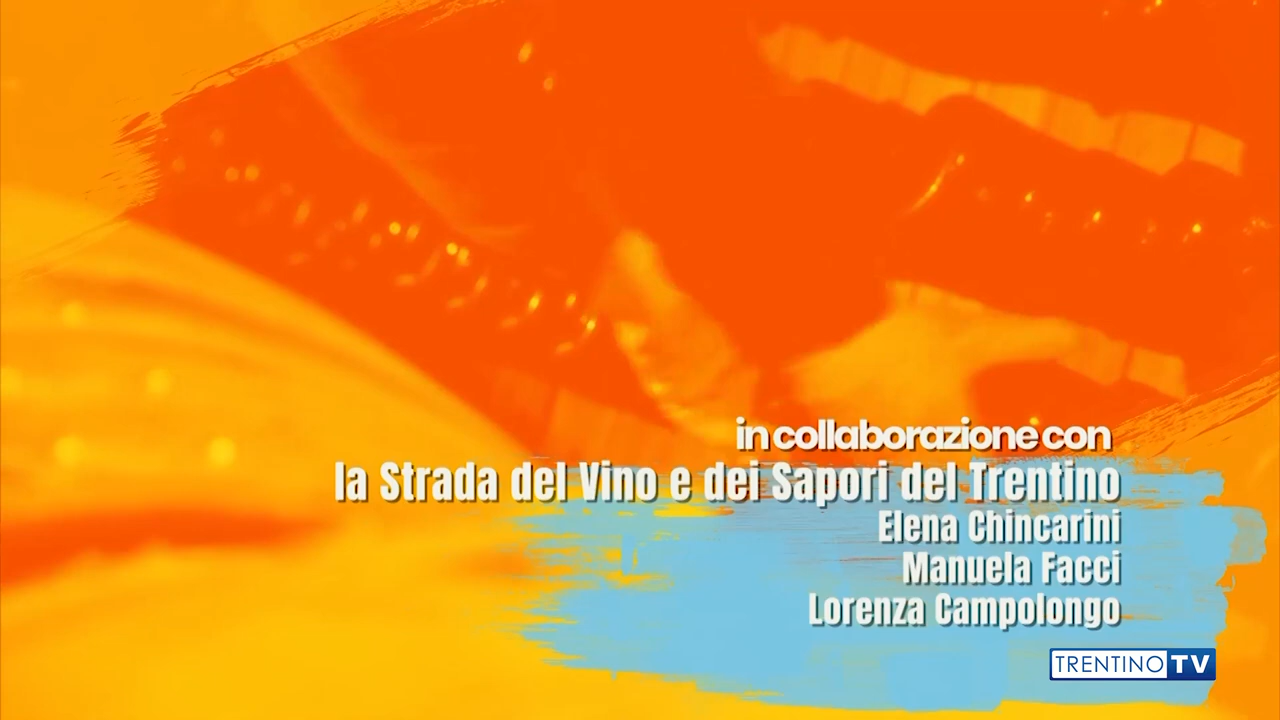 in collaborazione con
la Strada del Vino e dei Sapori del Trentino
Elena Chincarini
Manuela Facci
Lorenza Campolongo
TRENTINO TV